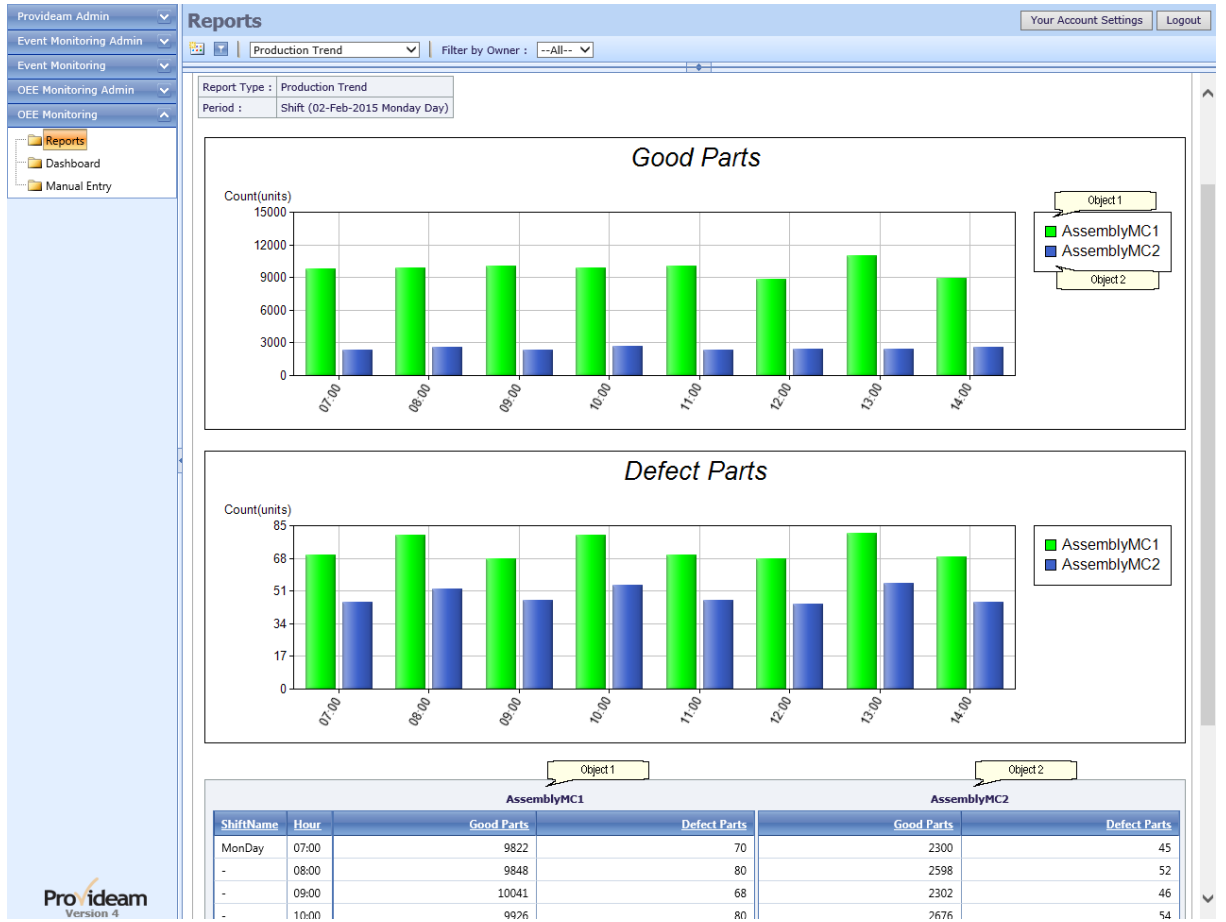 Provideam Admin
Event Monitoring Admin
Event Monitoring
OEE Monitoring Admin
OEE Monitoring
Reports
Dashboard
Manual Entry
Provideam
Version 4
Reports
Your Account Settings Logout
Production Trend Filter by Owner : --All--
Report Type : Production Trend
Period : Shift (02-Feb-2015 Monday Day)
Good Parts
Count(units)
15000
12000
9000
6000
3000
0
07:00 08:00 09:00 10:00 11:00 12:00 13:00 14:00
Object 1
AssemblyMC1
AssemblyMC2
Object 2
Defect Parts
Count(units)
85
68
51
34
17
0
07:00 08:00 09:00 10:00 11:00 12:00 13:00 14:00
AssemblyMC1
AssemblyMC2
Object 1 Object 2
AssemblyMC1 AssemblyMC2
ShiftName Hour Good Parts Defect Parts Good Parts Defect Parts
MonDay 07:00 9822 70 2300 45
- 08:00 9848 80 2598 52
- 09:00 10041 68 2302 46
- 10:00 9926 80 2676 54